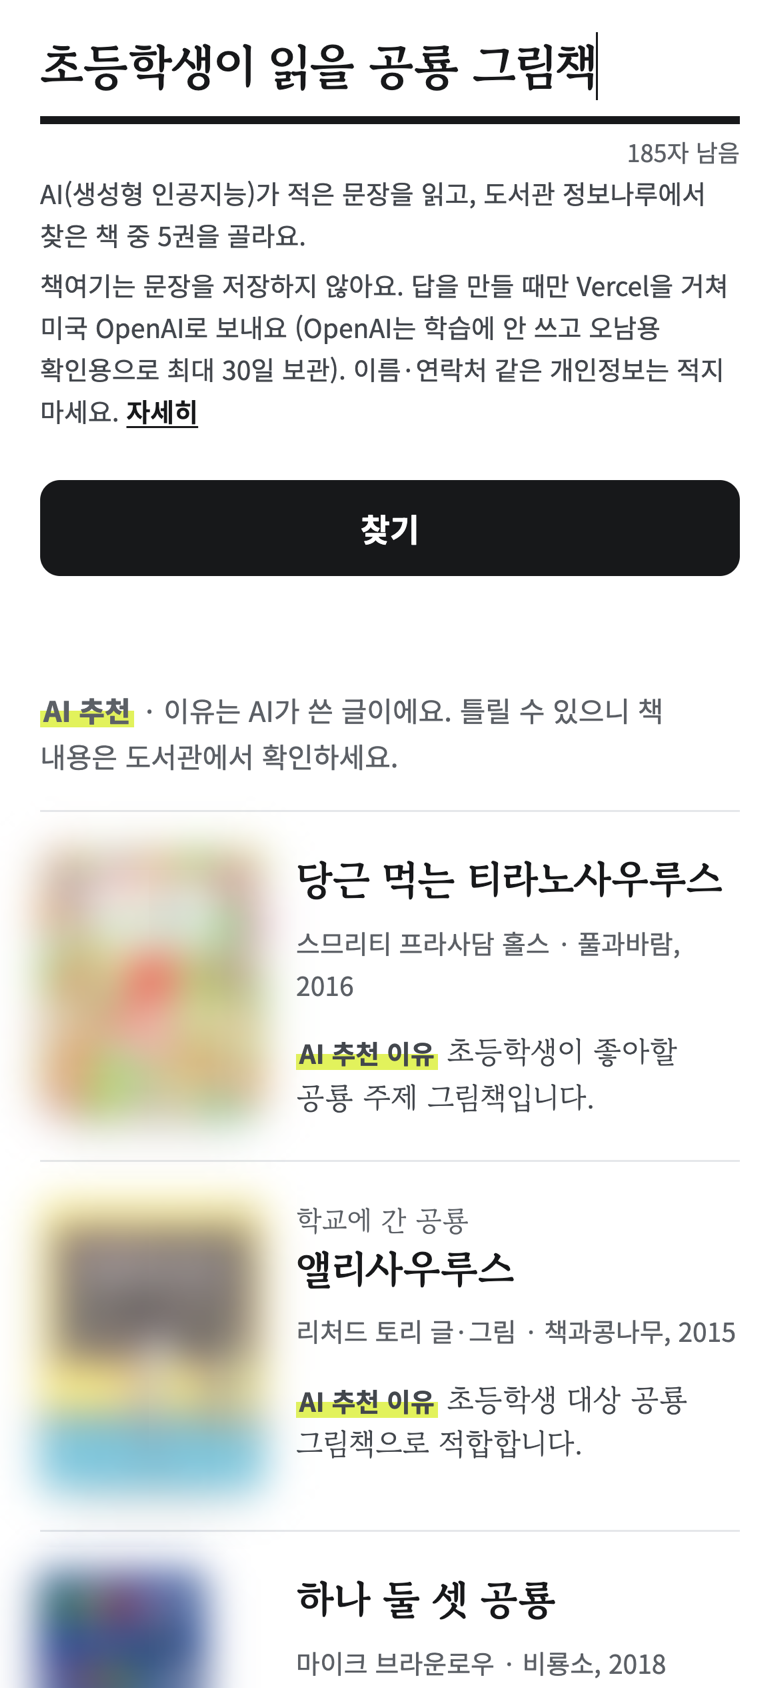 초등학생이 읽을 공룡 그림책
185자 남음
AI(생성형 인공지능)가 적은 문장을 읽고, 도서관 정보나루에서
찾은 책 중 5권을 골라요.
책여기는 문장을 저장하지 않아요. 답을 만들 때만 Vercel을 거쳐
미국 OpenAI로 보내요 (OpenAI는 학습에 안 쓰고 오남용
확인용으로 최대 30일 보관). 이름·연락처 같은 개인정보는 적지
마세요. 자세히
찾기
AI 추천 · 이유는 AI가 쓴 글이에요. 틀릴 수 있으니 책
내용은 도서관에서 확인하세요.
당근 먹는 티라노사우루스
스므리티 프라사담 홀스 · 풀과바람,
2016
AI 추천 이유 초등학생이 좋아할
공룡 주제 그림책입니다.
학교에 간 공룡
앨리사우루스
리처드 토리 글·그림 · 책과콩나무, 2015
AI 추천 이유 초등학생 대상 공룡
그림책으로 적합합니다.
하나 둘 셋 공룡
마이크 브라운로우 · 비룡소, 2018